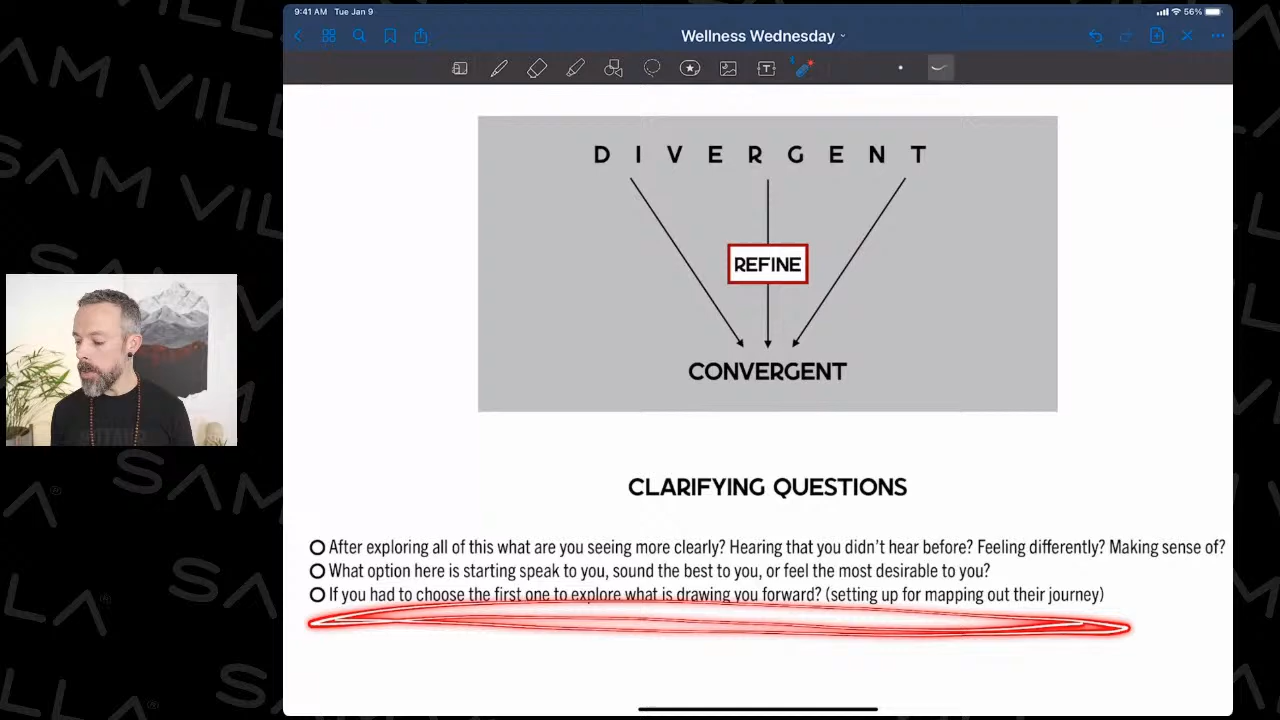 9:41 AM Tue Jan 9
56%
Wellness Wednesday
DIVERGENT
REFINE
CONVERGENT
CLARIFYING QUESTIONS
After exploring all of this what are you seeing more clearly? Hearing that you didn't hear before? Feeling differently? Making sense of?
What option here is starting speak to you, sound the best to you, or feel the most desirable to you?
If you had to choose the first one to explore what is drawing you forward? (setting up for mapping out their journey)
SAM VILLA